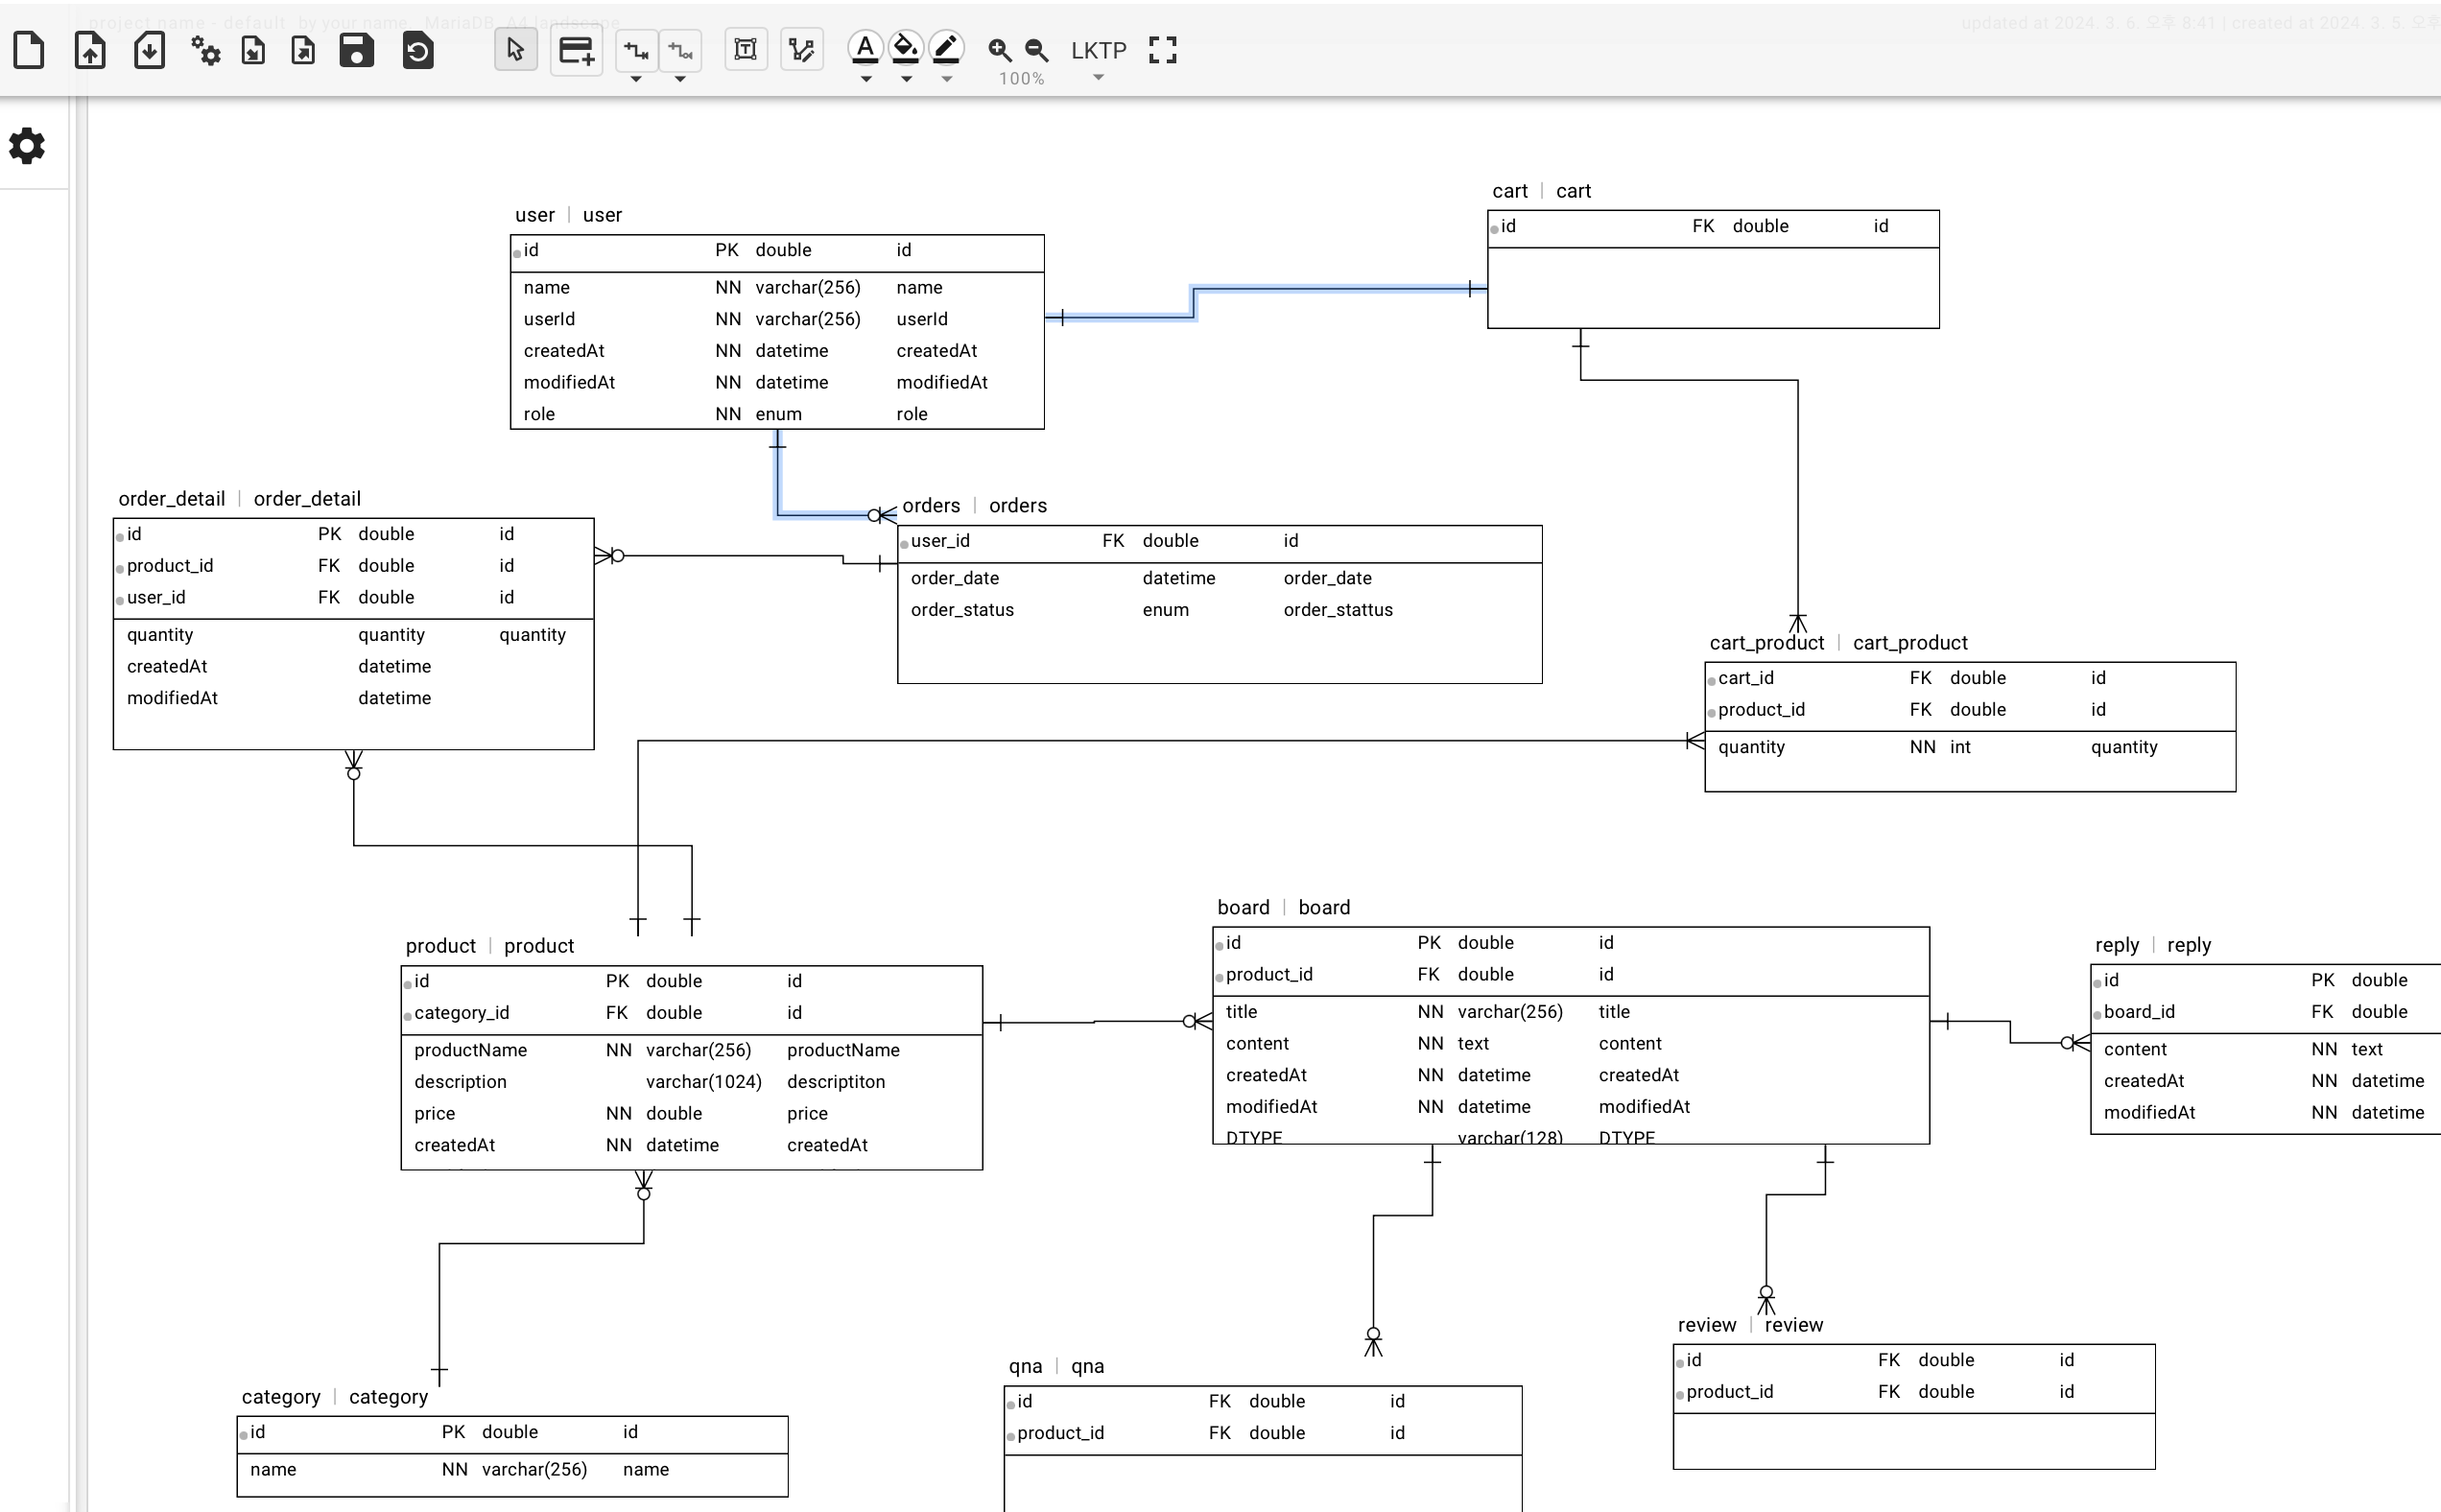 project name - default by your name, MariaDB, A4 landscape
updated at 2024. 3. 6. 오후 8:41 | created at 2024. 3. 5. 오후
100%
LKTP
cart | cart
id FK double id
user | user
id PK double id
name NN varchar(256) name
userId NN varchar(256) userId
createdAt NN datetime createdAt
modifiedAt NN datetime modifiedAt
role NN enum role
order_detail | order_detail
id PK double id
product_id FK double id
user_id FK double id
quantity quantity quantity
createdAt datetime
modifiedAt datetime
orders | orders
user_id FK double id
order_date datetime order_date
order_status enum order_stattus
cart_product | cart_product
cart_id FK double id
product_id FK double id
quantity NN int quantity
product | product
id PK double id
category_id FK double id
productName NN varchar(256) productName
description varchar(1024) descriptiton
price NN double price
createdAt NN datetime createdAt
board | board
id PK double id
product_id FK double id
title NN varchar(256) title
content NN text content
createdAt NN datetime createdAt
modifiedAt NN datetime modifiedAt
DTYPE varchar(128) DTYPE
reply | reply
id PK double
board_id FK double
content NN text
createdAt NN datetime
modifiedAt NN datetime
category | category
id PK double id
name NN varchar(256) name
qna | qna
id FK double id
product_id FK double id
review | review
id FK double id
product_id FK double id